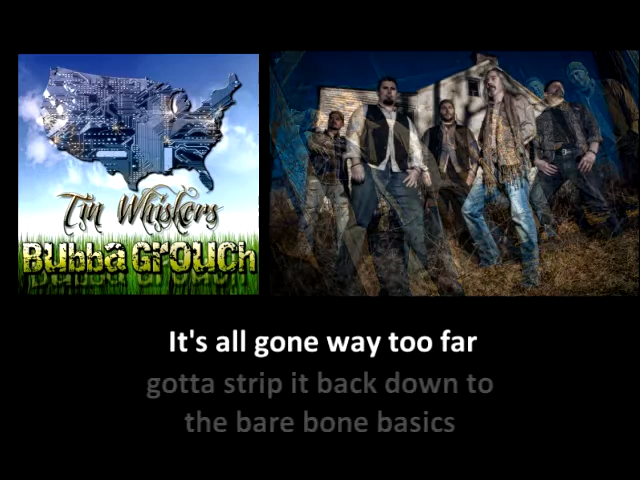 Tin Whiskers
Bubba Grouch
It's all gone way too far
gotta strip it back down to
the bare bone basics